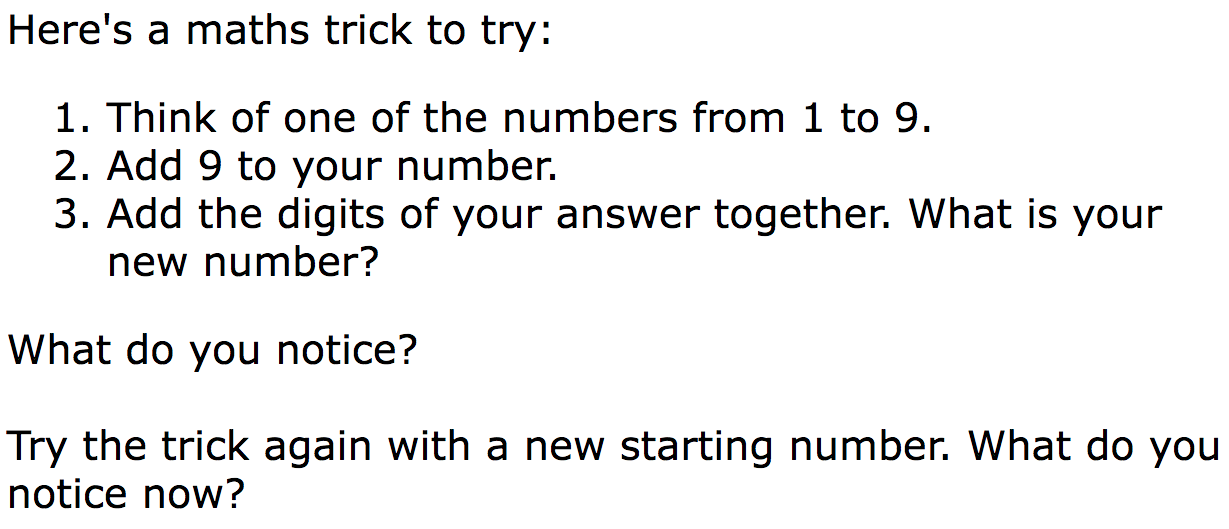 Here's a maths trick to try:
1. Think of one of the numbers from 1 to 9.
2. Add 9 to your number.
3. Add the digits of your answer together. What is your
new number?
What do you notice?
Try the trick again with a new starting number. What do you
notice now?